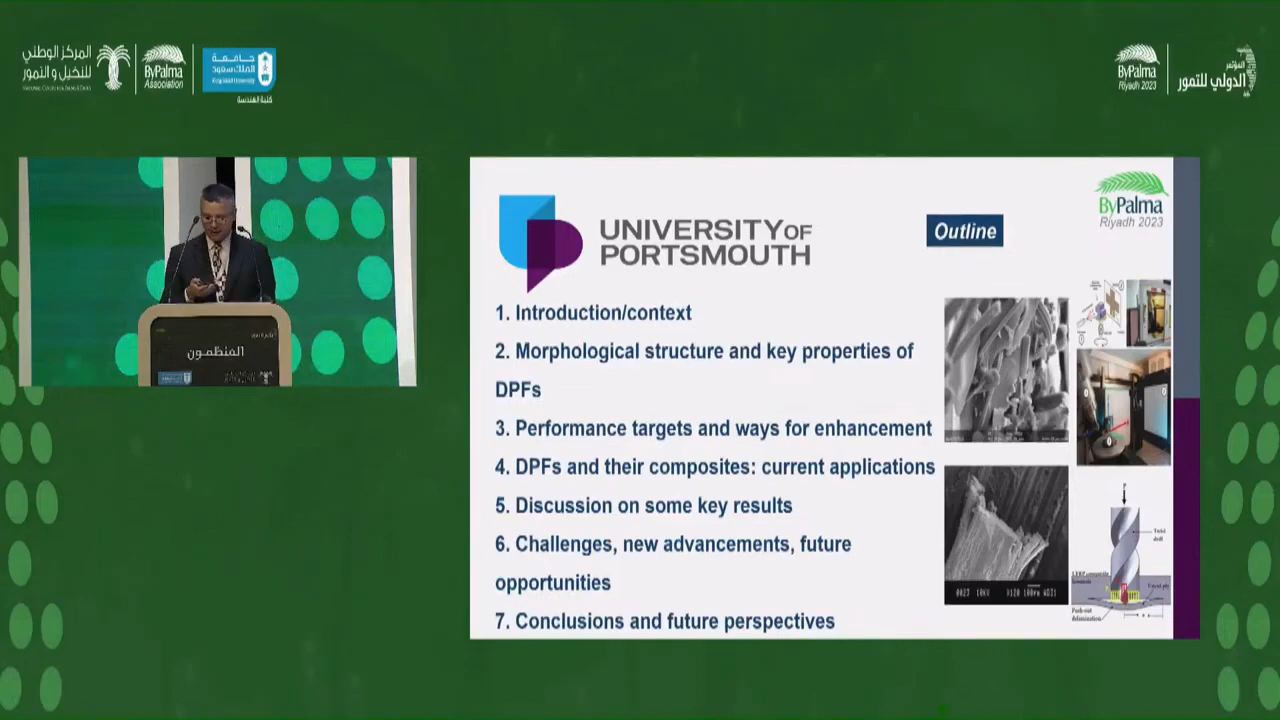 المركز الوطني
للنخيل و التمور
ByPalma
Association
جامعة
الملك سعود
King Saud University
كلية الهندسة
ByPalma
Riyadh 2023
المؤتمر
الدولي للتمور
المنظمون
UNIVERSITY OF
PORTSMOUTH
Outline
ByPalma
Riyadh 2023
1. Introduction/context
2. Morphological structure and key properties of
DPFs
3. Performance targets and ways for enhancement
4. DPFs and their composites: current applications
5. Discussion on some key results
6. Challenges, new advancements, future
opportunities
7. Conclusions and future perspectives
Twist
drill
Push-out
delamination